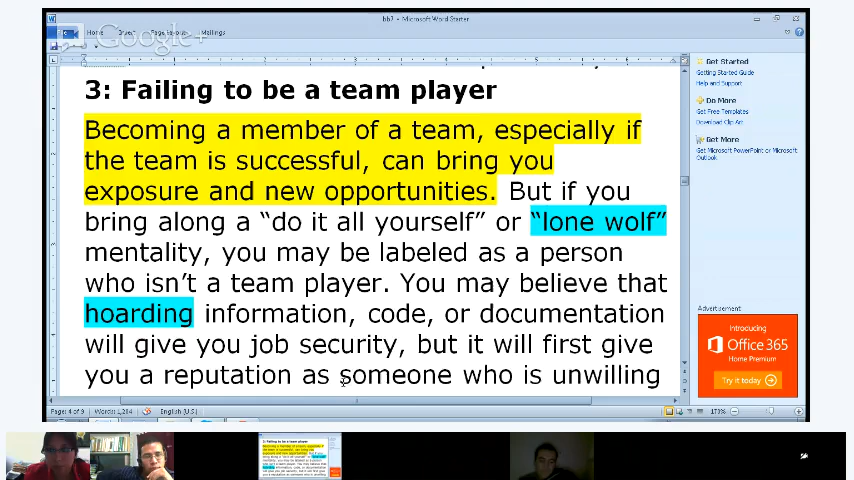 bb7 - Microsoft Word Starter
File Home Insert Page Layout Mailings
Google+
3: Failing to be a team player
Becoming a member of a team, especially if
the team is successful, can bring you
exposure and new opportunities. But if you
bring along a “do it all yourself” or “lone wolf”
mentality, you may be labeled as a person
who isn’t a team player. You may believe that
hoarding information, code, or documentation
will give you job security, but it will first give
you a reputation as someone who is unwilling
Get Started
Getting Started Guide
Help and Support
Do More
Get Free Templates
Download Clip Art
Get More
Get Microsoft PowerPoint or Microsoft
Outlook
Advertisement
Introducing
Office 365
Home Premium
Try it today
Page: 4 of 9 Words: 1,204 English (U.S.) 173%